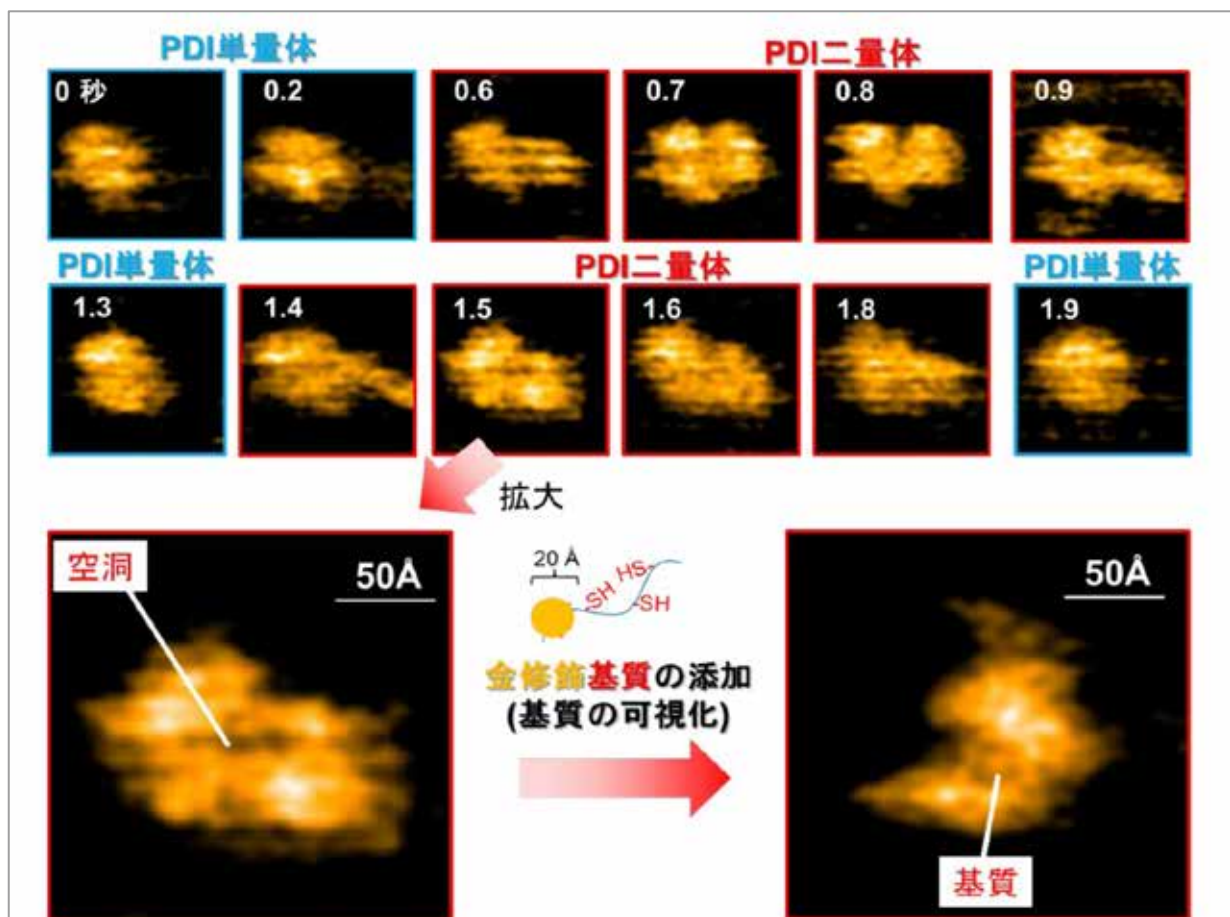 PDI単量体
PDI二量体
0 秒
0.2
0.6
0.7
0.8
0.9
PDI単量体
PDI二量体
PDI単量体
1.3
1.4
1.5
1.6
1.8
1.9
拡大
空洞
50Å
20 Å
SH
HS
SH
金修飾基質の添加
(基質の可視化)
50Å
基質